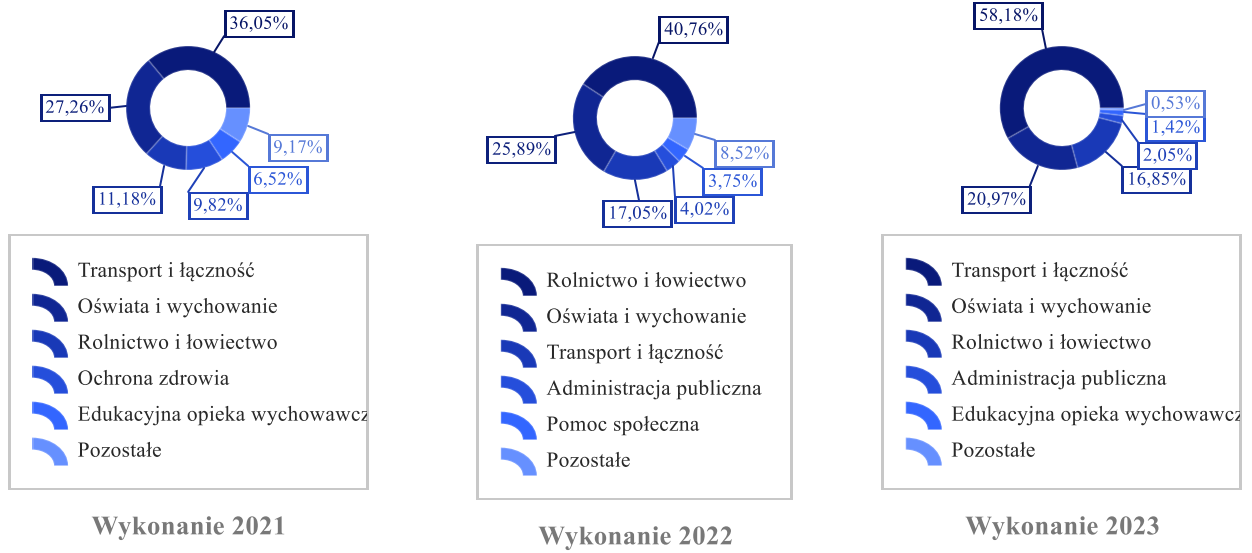 36,05%
27,26%
9,17%
6,52%
11,18%
9,82%
Transport i łączność
Oświata i wychowanie
Rolnictwo i łowiectwo
Ochrona zdrowia
Edukacyjna opieka wychowawcz
Pozostałe
Wykonanie 2021
40,76%
25,89%
8,52%
3,75%
17,05%
4,02%
Rolnictwo i łowiectwo
Oświata i wychowanie
Transport i łączność
Administracja publiczna
Pomoc społeczna
Pozostałe
Wykonanie 2022
58,18%
0,53%
1,42%
2,05%
16,85%
20,97%
Transport i łączność
Oświata i wychowanie
Rolnictwo i łowiectwo
Administracja publiczna
Edukacyjna opieka wychowawcz
Pozostałe
Wykonanie 2023